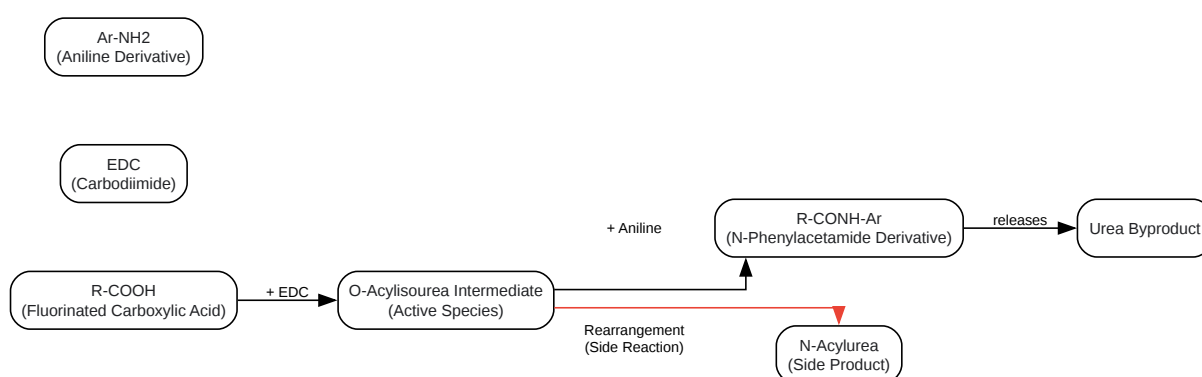 Ar-NH2
(Aniline Derivative)
EDC
(Carbodiimide)
+ Aniline
R-CONH-Ar
(N-Phenylacetamide Derivative)
releases
Urea Byproduct
R-COOH
(Fluorinated Carboxylic Acid)
+ EDC
O-Acylisourea Intermediate
(Active Species)
Rearrangement
(Side Reaction)
N-Acylurea
(Side Product)